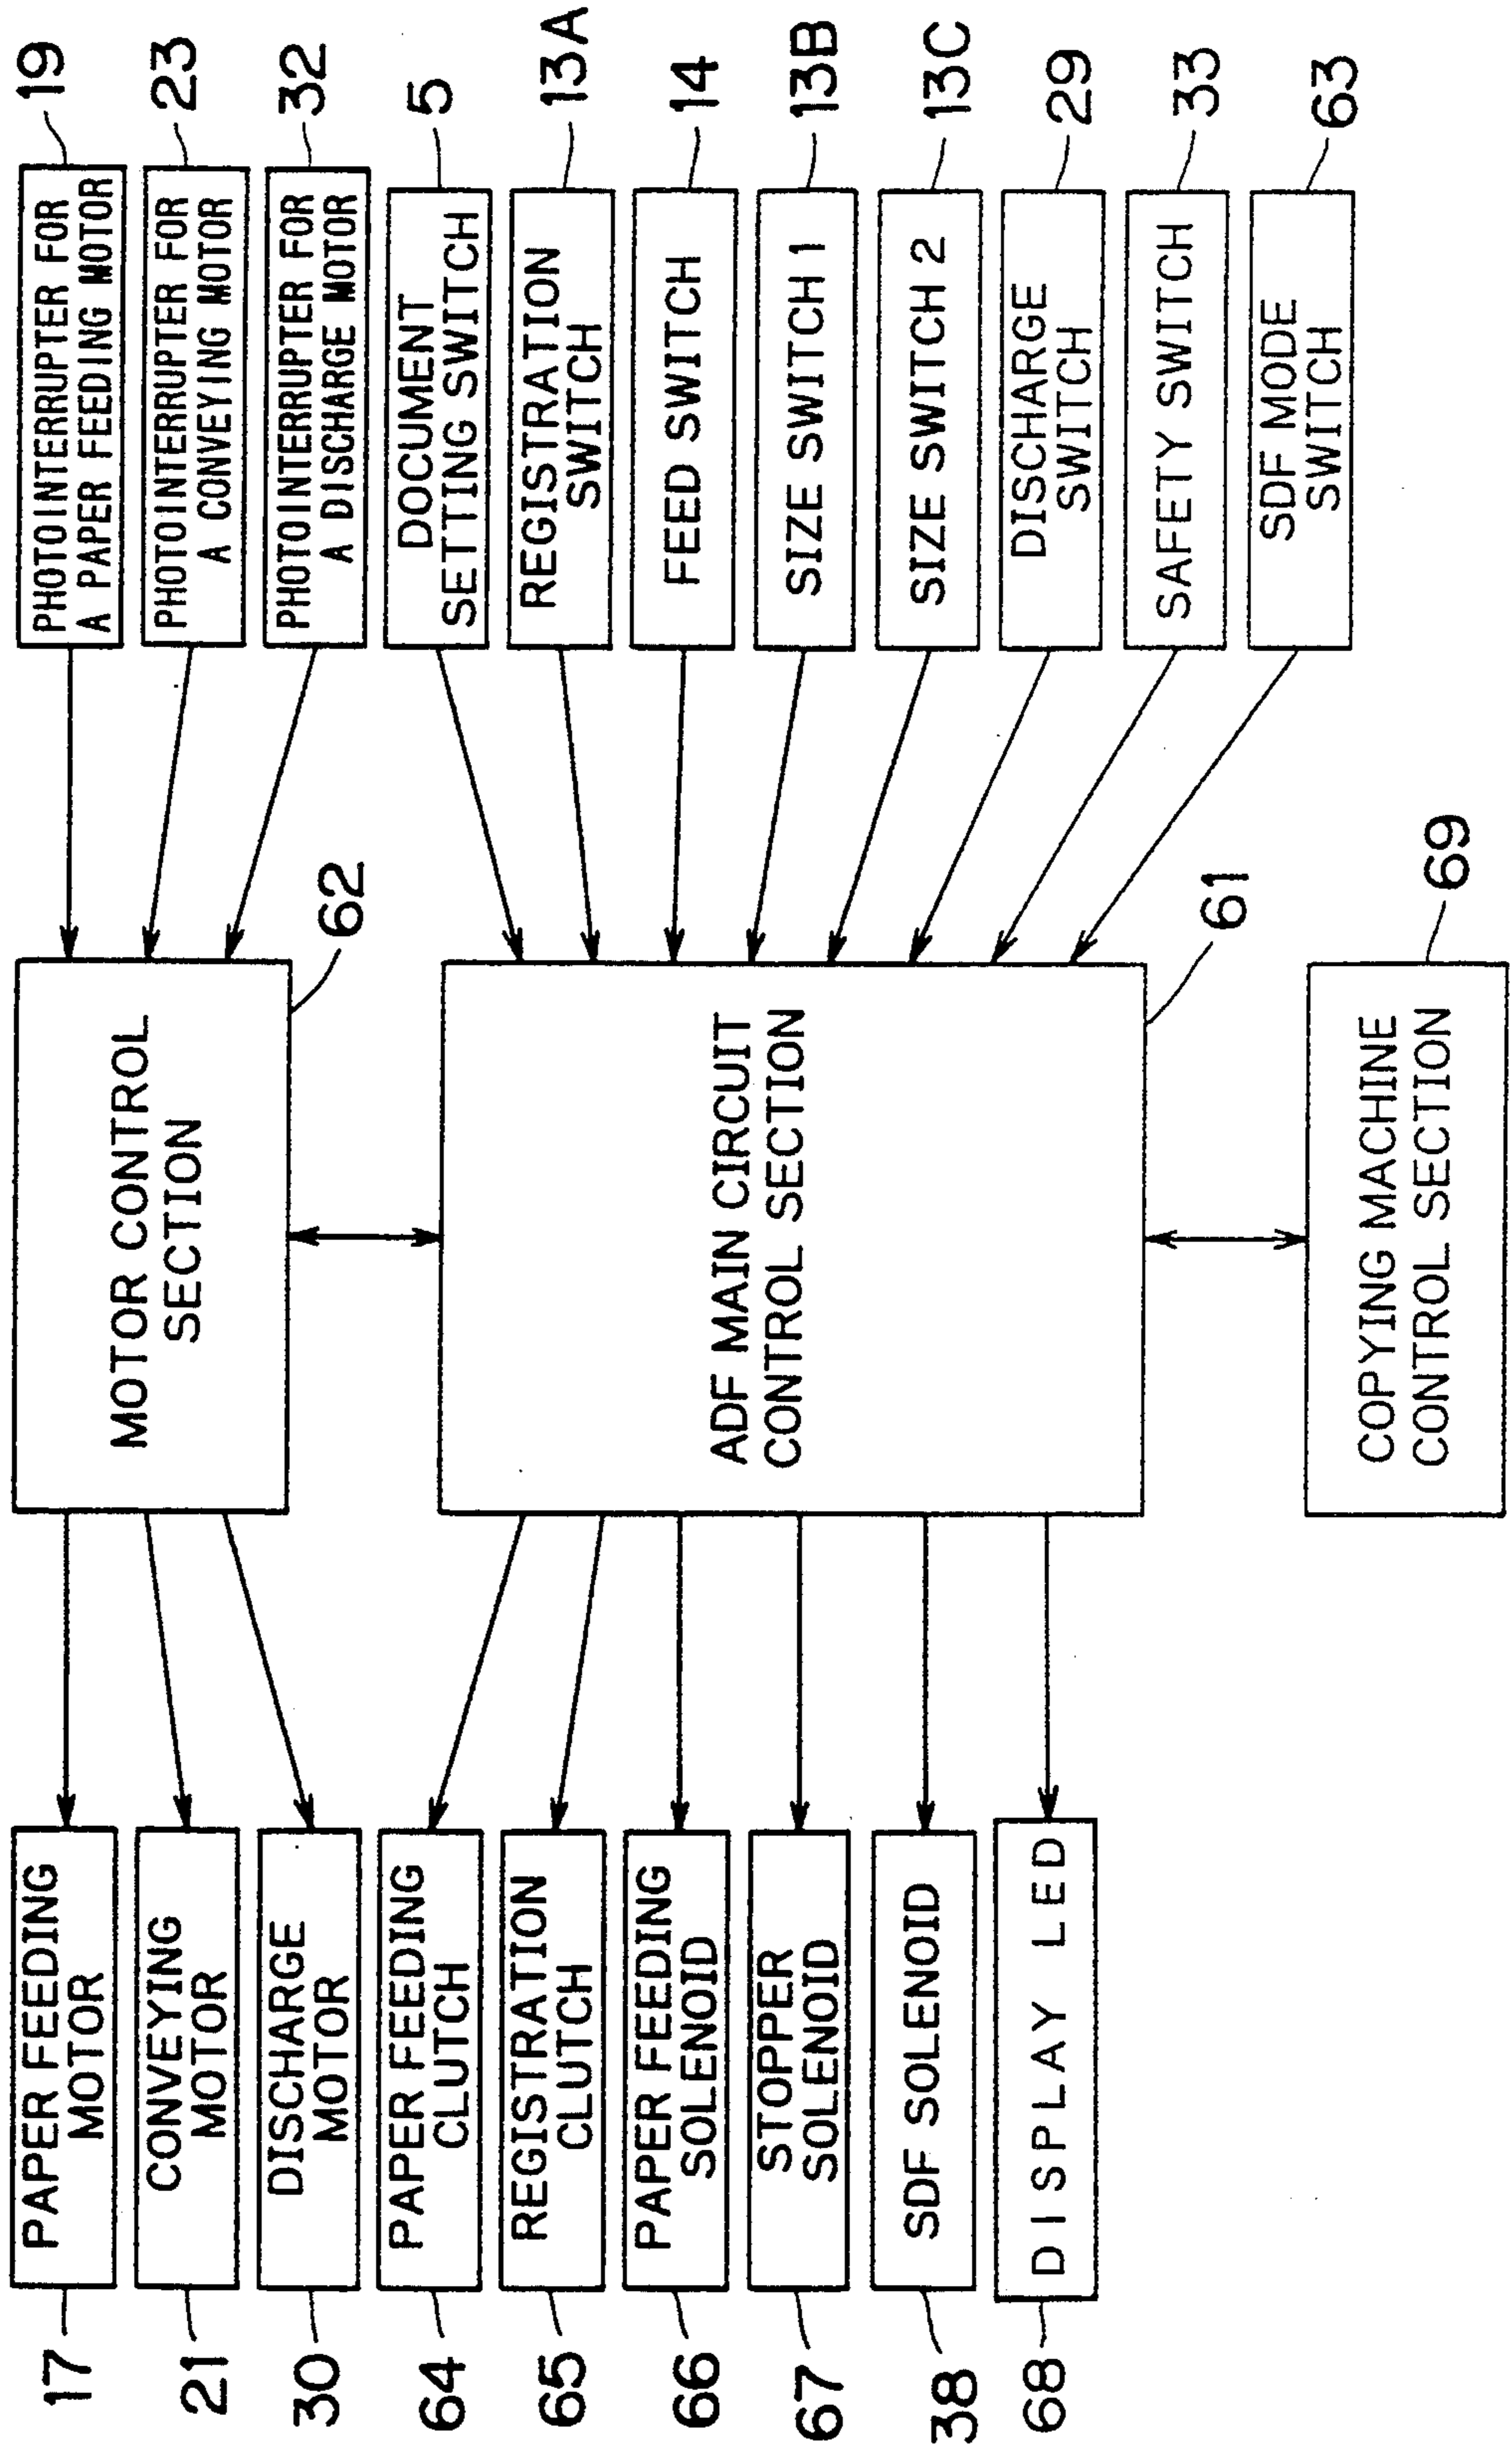 17
PAPER FEEDING
MOTOR
21
CONVEYING
MOTOR
30
DISCHARGE
MOTOR
64
PAPER FEEDING
CLUTCH
65
REGISTRATION
CLUTCH
66
PAPER FEEDING
SOLENOID
67
STOPPER
SOLENOID
38
SDF SOLENOID
68
DISPLAY LED
MOTOR CONTROL
SECTION
62
ADF MAIN CIRCUIT
CONTROL SECTION
61
COPYING MACHINE
CONTROL SECTION
69
PHOTOINTERRUPTER FOR
A PAPER FEEDING MOTOR
19
PHOTOINTERRUPTER FOR
A CONVEYING MOTOR
23
PHOTOINTERRUPTER FOR
A DISCHARGE MOTOR
32
DOCUMENT
SETTING SWITCH
5
REGISTRATION
SWITCH
13A
FEED SWITCH
14
SIZE SWITCH 1
13B
SIZE SWITCH 2
13C
DISCHARGE
SWITCH
29
SAFETY SWITCH
33
SDF MODE
SWITCH
63